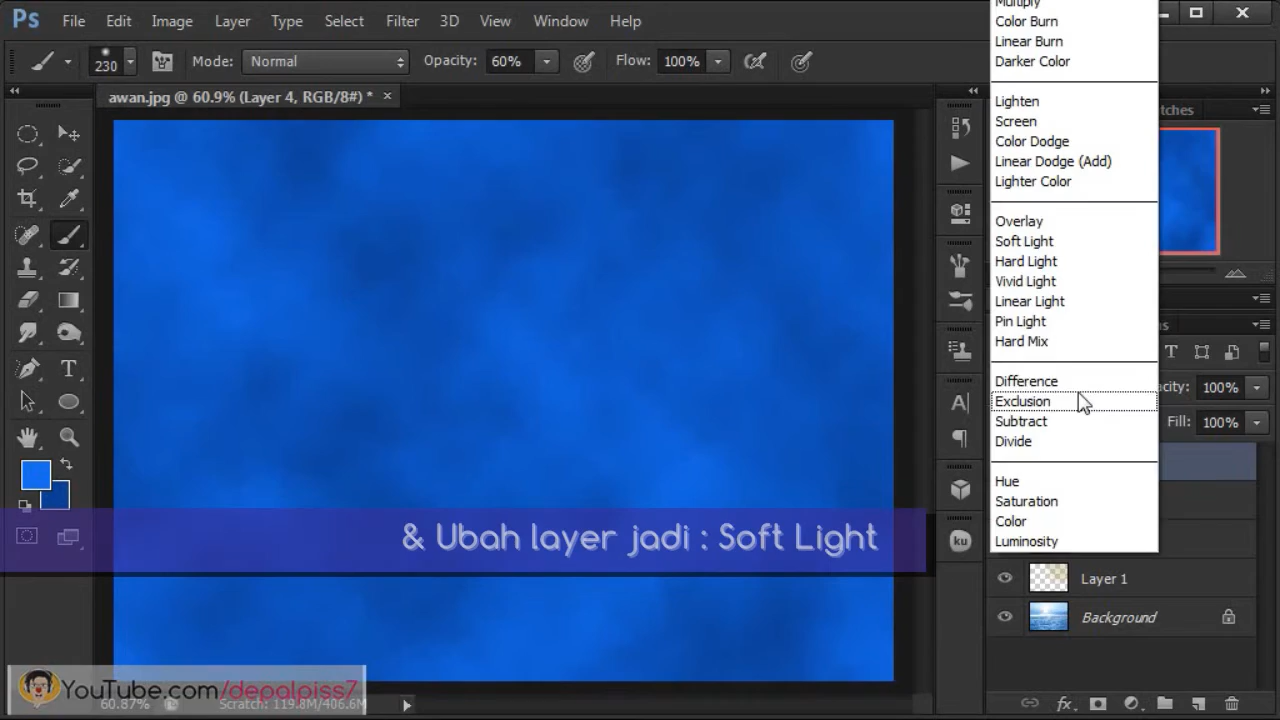 Ps File Edit Image Layer Type Select Filter 3D View Window Help
230 Mode: Normal Opacity: 60% Flow: 100%
awan.jpg @ 60.9% (Layer 4, RGB/8#) * ×
Multiply
Color Burn
Linear Burn
Darker Color
Lighten
Screen
Color Dodge
Linear Dodge (Add)
Lighter Color
Overlay
Soft Light
Hard Light
Vivid Light
Linear Light
Pin Light
Hard Mix
Difference
Exclusion
Subtract
Divide
Hue
Saturation
Color
Luminosity
100%
Fill: 100%
Layer 1
Background
ku
& Ubah layer jadi : Soft Light
YouTube.com/depalpiss7
60.87% Scratch: 119.8M/406.6M